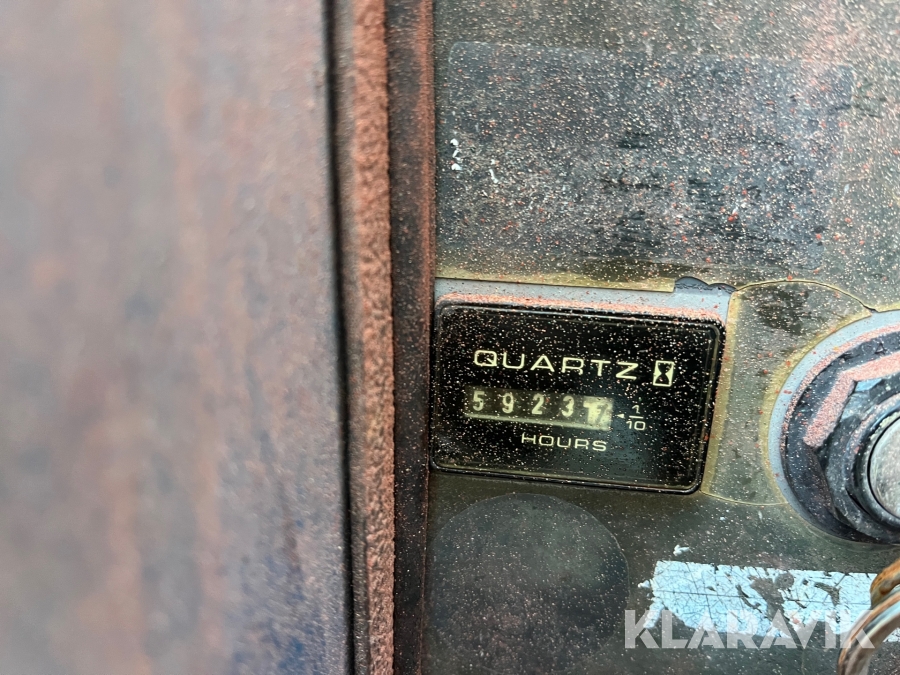 QUARTZ
5923
1/10
HOURS
KLARAVIK